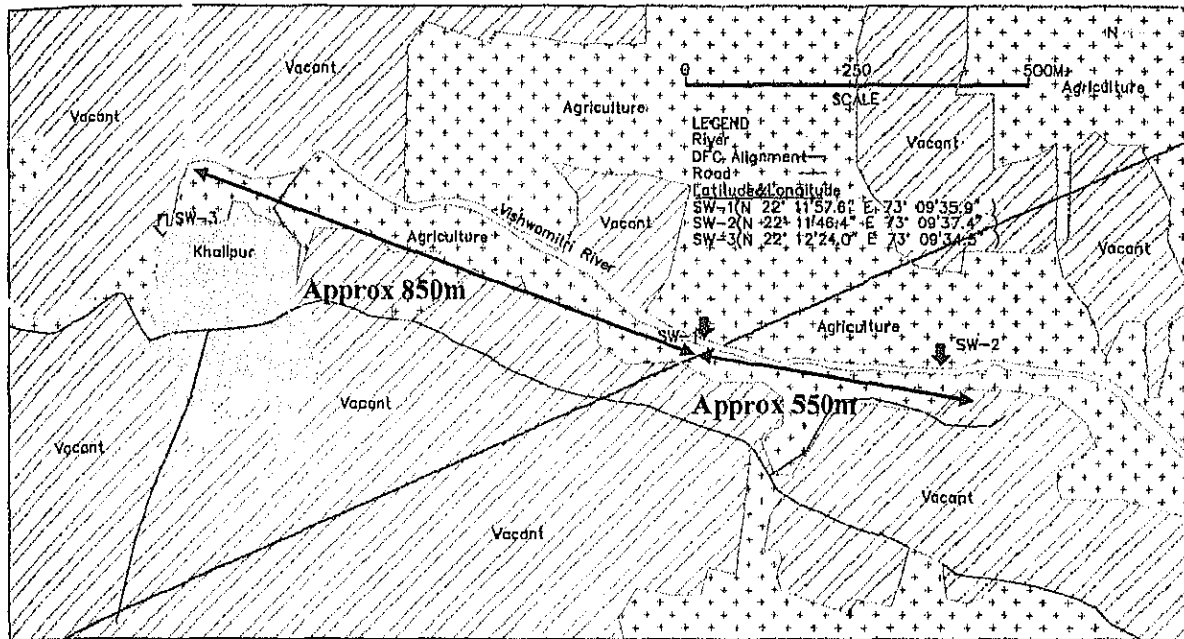 N
Vacant
0 250 500M.
Agriculture
SCALE
Agriculture
Vacant
LEGEND
River
DFC Alignment
Road
Latitude&Longitude
SW-1(N 22° 11'57.6" E 73° 09'35.9" )
SW-2(N 22° 11'46.4" E 73° 09'37.4" )
SW-3(N 22° 12'24.0" E 73° 09'34.5" )
Vacant
Vacant
SW-3
Vishwamitri River
Vacant
Agriculture
Khalipur
Vacant
Approx 850m
Agriculture
SW-1
SW-2
Approx 550m
Vacant
Vacant
Vacant
Vacant